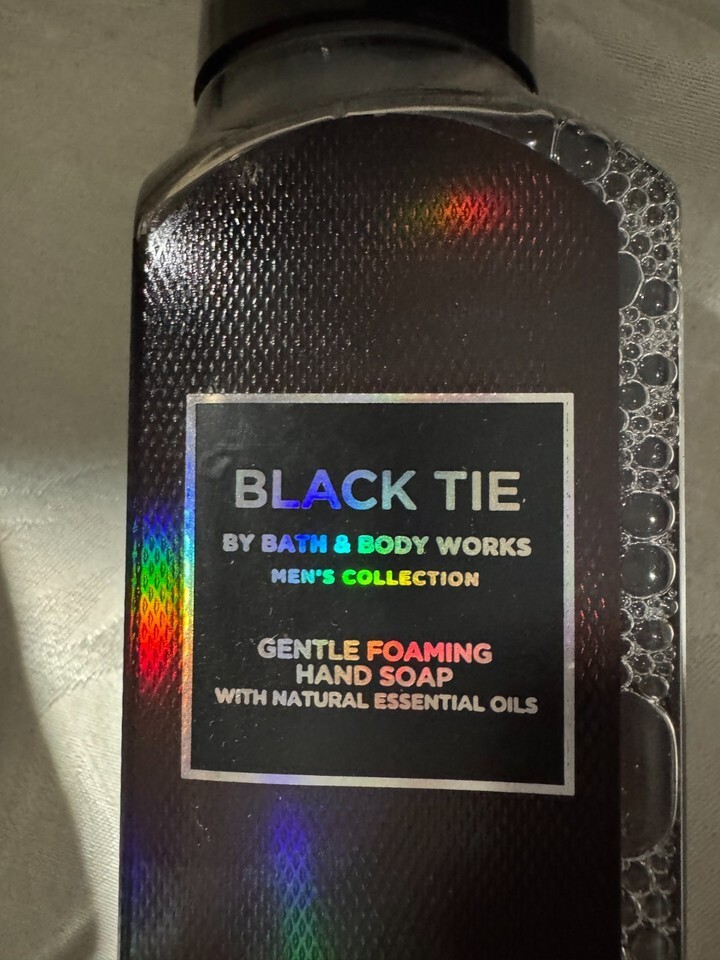 BLACK TIE
BY BATH & BODY WORKS
MEN'S COLLECTION
GENTLE FOAMING
HAND SOAP
WITH NATURAL ESSENTIAL OILS